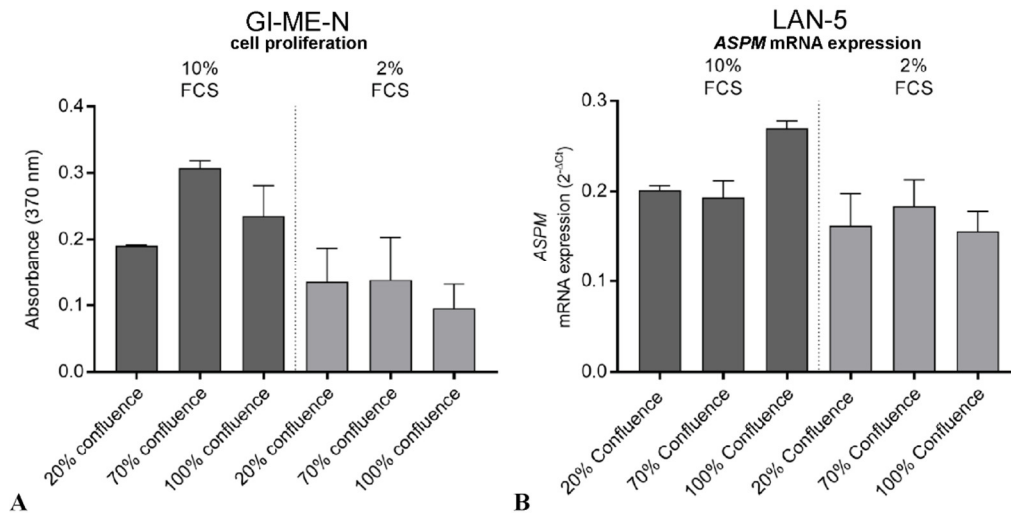 GI-ME-N
cell proliferation
10%
FCS
2%
FCS
Absorbance (370 nm)
0.4
0.3
0.2
0.1
0.0
20% confluence
70% confluence
100% confluence
20% confluence
70% confluence
100% confluence
A
LAN-5
ASPM mRNA expression
10%
FCS
2%
FCS
ASPM
mRNA expression (2^-ΔCt)
0.3
0.2
0.1
0.0
20% Confluence
70% Confluence
100% Confluence
20% Confluence
70% Confluence
100% Confluence
B